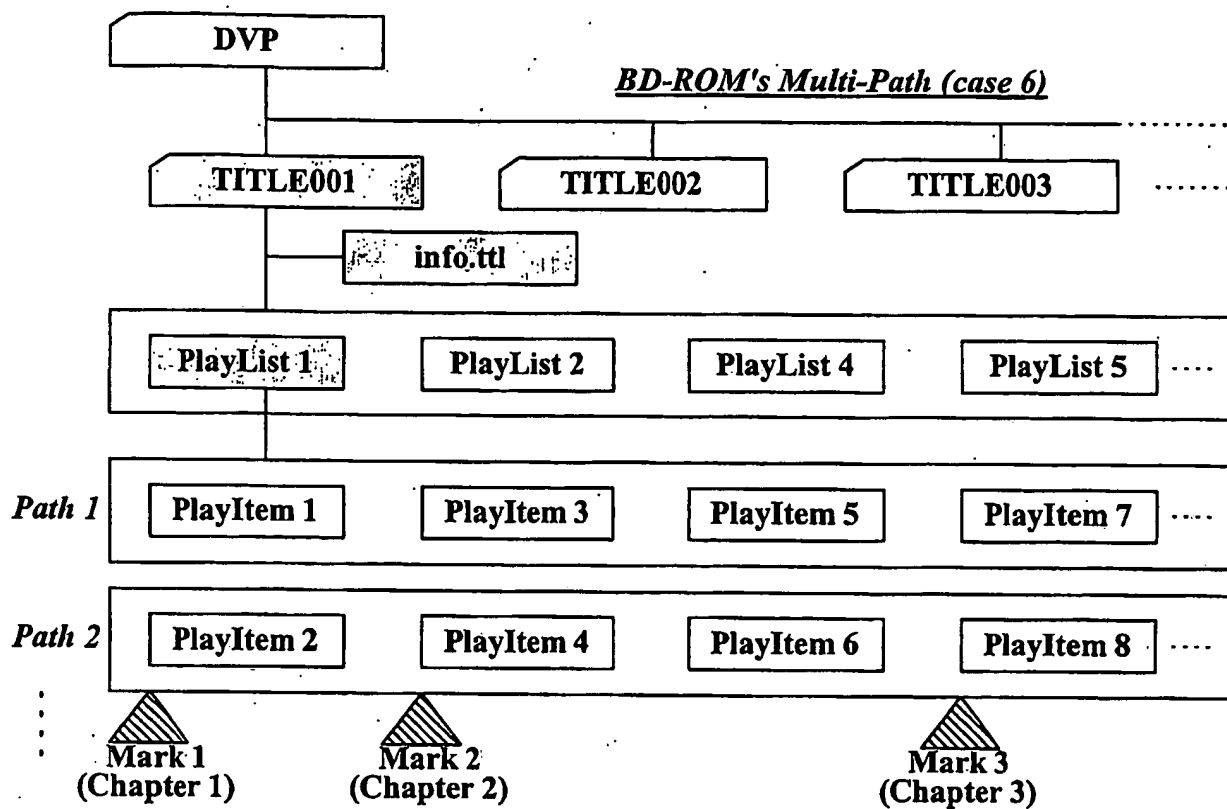 DVP
BD-ROM's Multi-Path (case 6)
TITLE001
TITLE002
TITLE003
info.ttl
PlayList 1
PlayList 2
PlayList 4
PlayList 5
Path 1
PlayItem 1
PlayItem 3
PlayItem 5
PlayItem 7
Path 2
PlayItem 2
PlayItem 4
PlayItem 6
PlayItem 8
Mark 1
(Chapter 1)
Mark 2
(Chapter 2)
Mark 3
(Chapter 3)